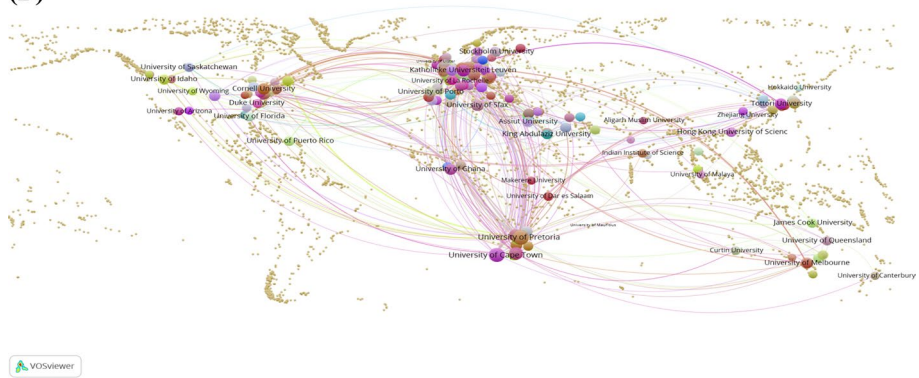 Stockholm University
University of Saskatchewan
Katholieke Universiteit Leuven
University of Idaho
University of La Rochelle
Cornell University
Hokkaido University
University of Wyoming
University of Porto
Duke University
Tottori University
University of Sfax
University of Arizona
Zhejiang University
University of Florida
Assiut University
Aligarh Muslim University
King Abdulaziz University
Hong Kong University of Scienc
University of Puerto Rico
Indian Institute of Science
University of Ghana
University of Malaya
Makerere University
University of Dar es Salaam
James Cook University
University of Mauritius
University of Pretoria
University of Queensland
Curtin University
University of Cape Town
University of Melbourne
University of Canterbury
VOSviewer